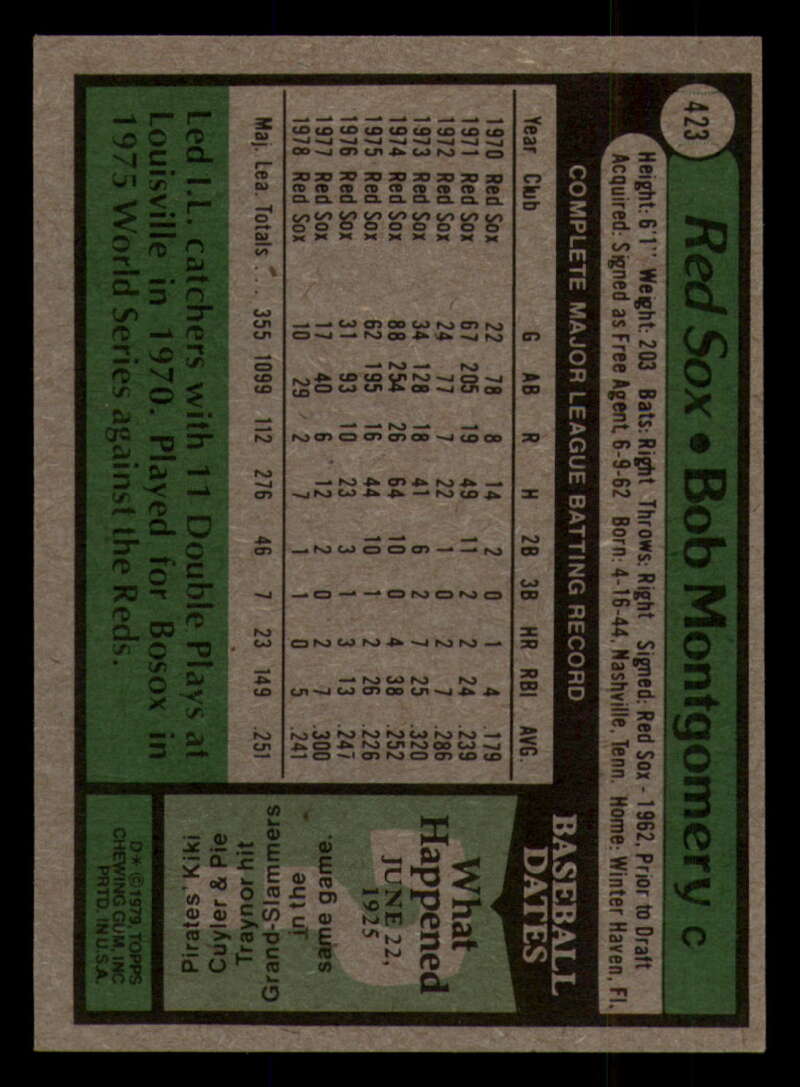 423
Red Sox • Bob Montgomery C
Height: 6'1" Weight: 203 Bats: Right Throws: Right Signed: Red Sox - 1962, Prior to Draft
Acquired: Signed as Free Agent, 6-9-62 Born: 4-16-44, Nashville, Tenn. Home: Winter Haven, Fl.
COMPLETE MAJOR LEAGUE BATTING RECORD
Year Club G AB R H 2B 3B HR RBI AVG.
1970 Red Sox 22 78 8 14 2 0 1 4 .179
1971 Red Sox 67 205 19 49 11 2 2 24 .239
1972 Red Sox 24 77 7 22 1 0 2 7 .286
1973 Red Sox 34 128 18 41 6 2 7 25 .320
1974 Red Sox 88 254 26 64 10 0 4 38 .252
1975 Red Sox 62 195 16 44 10 1 2 26 .226
1976 Red Sox 31 93 10 23 3 1 3 13 .247
1977 Red Sox 17 40 6 12 2 0 2 7 .300
1978 Red Sox 10 29 2 7 1 1 0 5 .241
Maj. Lea. Totals . . . 355 1099 112 276 46 7 23 149 .251
Led I.L. catchers with 11 Double Plays at
Louisville in 1970. Played for Bosox in
1975 World Series against the Reds.
BASEBALL
DATES
What
Happened
JUNE 22,
1925
Pirates' Kiki
Cuyler & Pie
Traynor hit
Grand-Slammers
in the
same game.
D* © 1979 TOPPS
CHEWING GUM, INC.
PRTD. IN U.S.A.